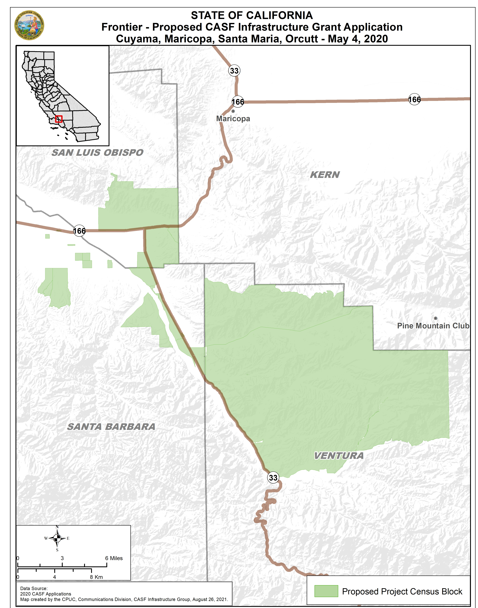 STATE OF CALIFORNIA
Frontier - Proposed CASF Infrastructure Grant Application
Cuyama, Maricopa, Santa Maria, Orcutt - May 4, 2020
33
166
166
Maricopa
SAN LUIS OBISPO
KERN
166
Pine Mountain Club
SANTA BARBARA
VENTURA
33
N
W E
S
0 3 6 Miles
0 4 8 Km
Data Source:
2020 CASF Applications
Map created by the CPUC, Communications Division, CASF Infrastructure Group, August 26, 2021.
Proposed Project Census Block